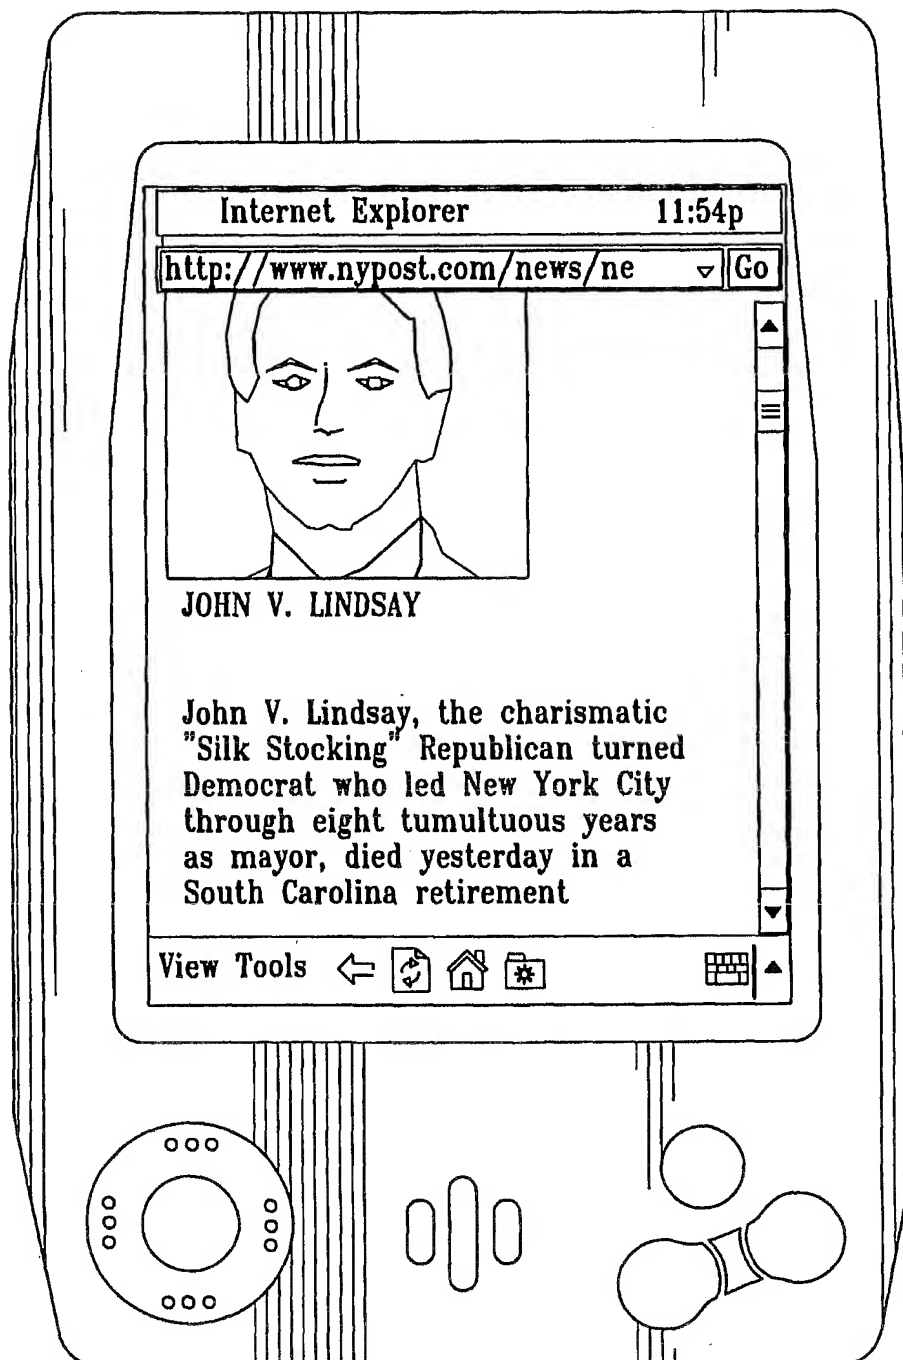 Internet Explorer 11:54p
http://www.nypost.com/news/ne Go
JOHN V. LINDSAY
John V. Lindsay, the charismatic
"Silk Stocking" Republican turned
Democrat who led New York City
through eight tumultuous years
as mayor, died yesterday in a
South Carolina retirement
View Tools